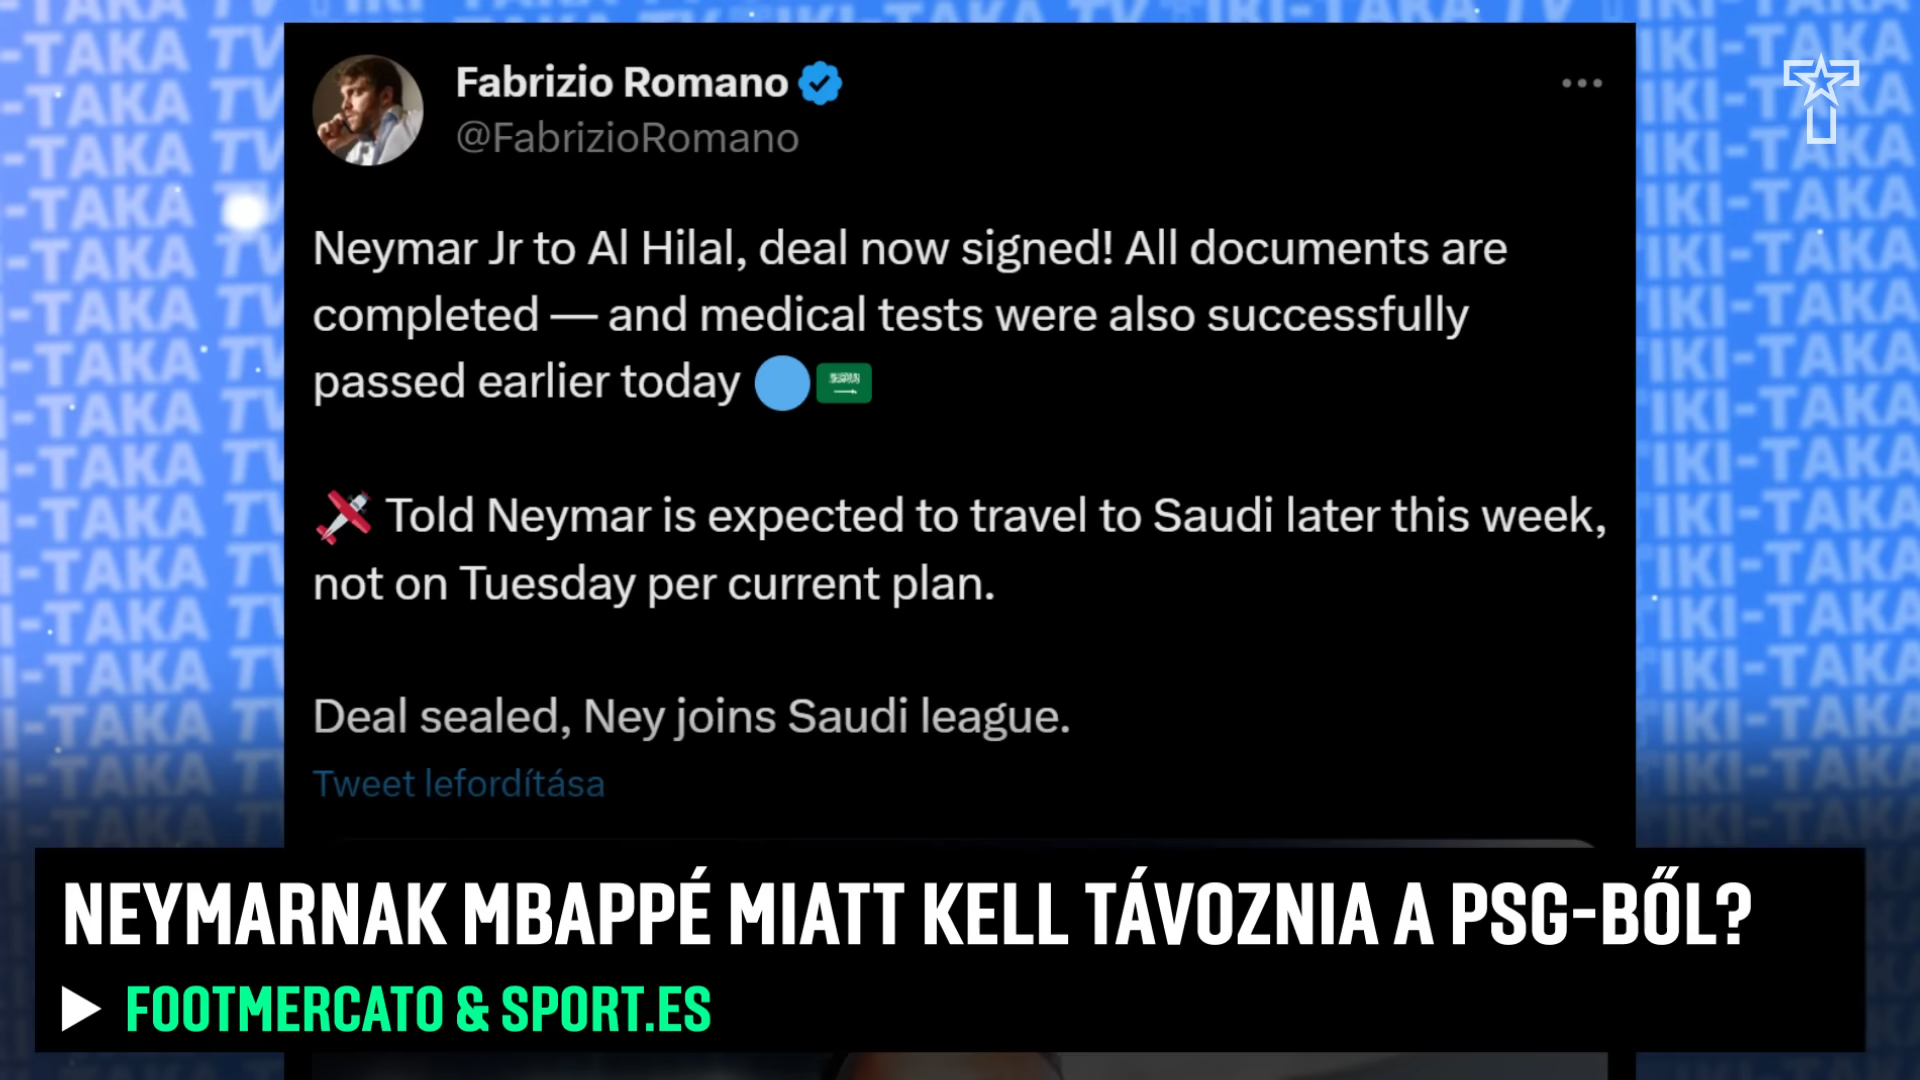 Fabrizio Romano
@FabrizioRomano
Neymar Jr to Al Hilal, deal now signed! All documents are
completed — and medical tests were also successfully
passed earlier today
Told Neymar is expected to travel to Saudi later this week,
not on Tuesday per current plan.
Deal sealed, Ney joins Saudi league.
Tweet lefordítása
NEYMARNAK MBAPPÉ MIATT KELL TÁVOZNIA A PSG-BŐL?
FOOTMERCATO & SPORT.ES